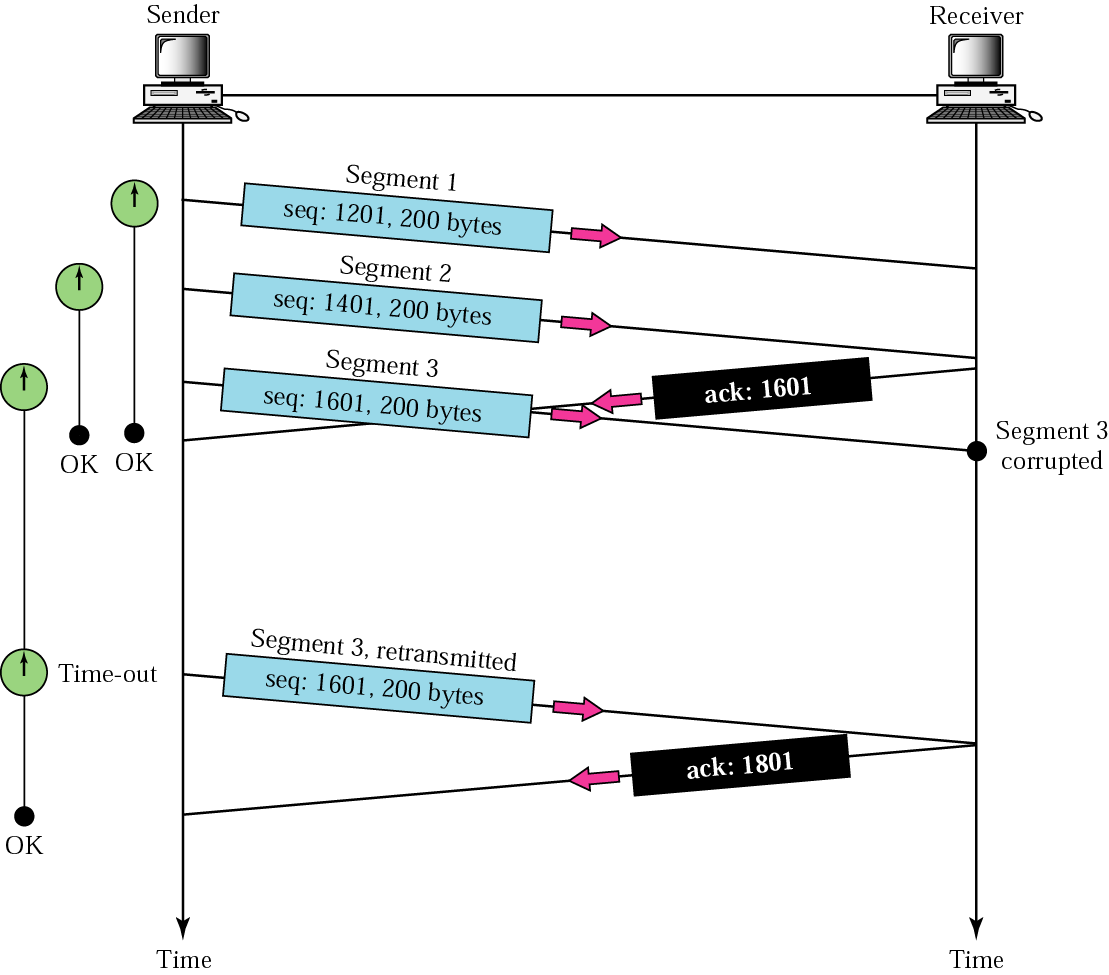 Sender
Receiver
Segment 1
seq: 1201, 200 bytes
Segment 2
seq: 1401, 200 bytes
Segment 3
seq: 1601, 200 bytes
ack: 1601
Segment 3
corrupted
OK
OK
Segment 3, retransmitted
seq: 1601, 200 bytes
Time-out
ack: 1801
OK
Time
Time